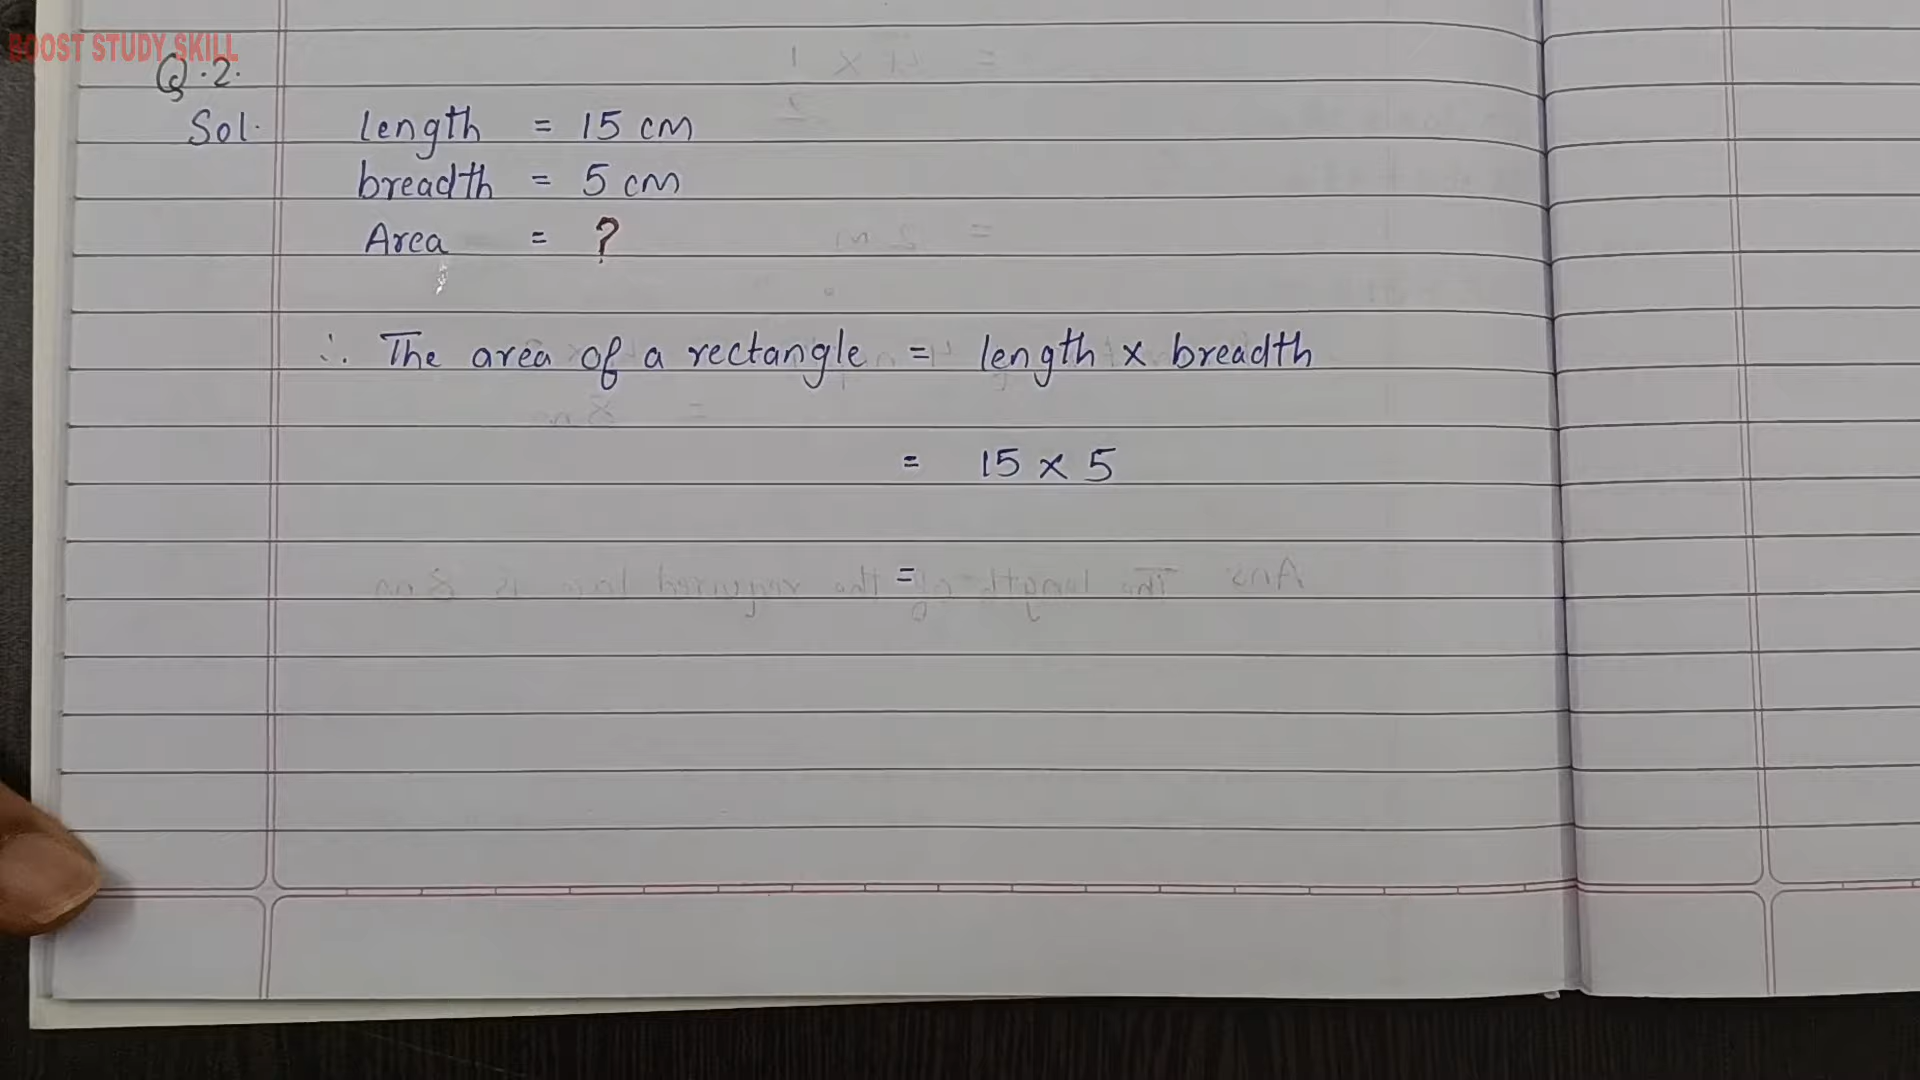 BOOST STUDY SKILL
Q.2.
Sol. length = 15 cm
breadth = 5 cm
Area = ?
∴ The area of a rectangle = length x breadth
= 15 x 5
=